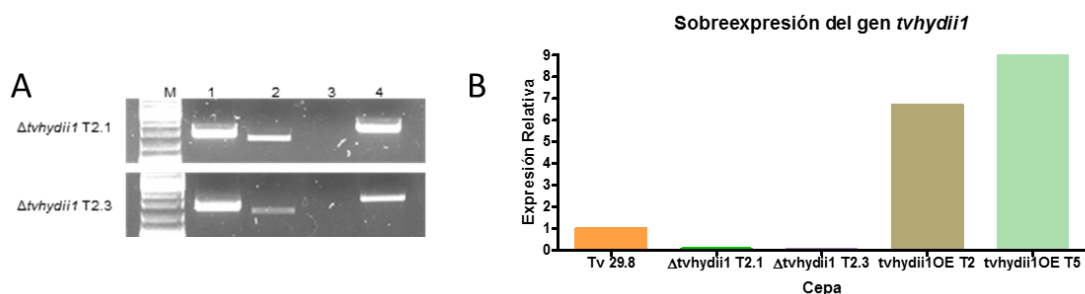 A
M 1 2 3 4
Δtvhydii1 T2.1
Δtvhydii1 T2.3
B
Sobreexpresión del gen tvhydii1
Expresión Relativa
9
8
7
6
5
4
3
2
1
0
Tv 29.8 Δtvhydii1 T2.1 Δtvhydii1 T2.3 tvhydii1OE T2 tvhydii1OE T5
Cepa